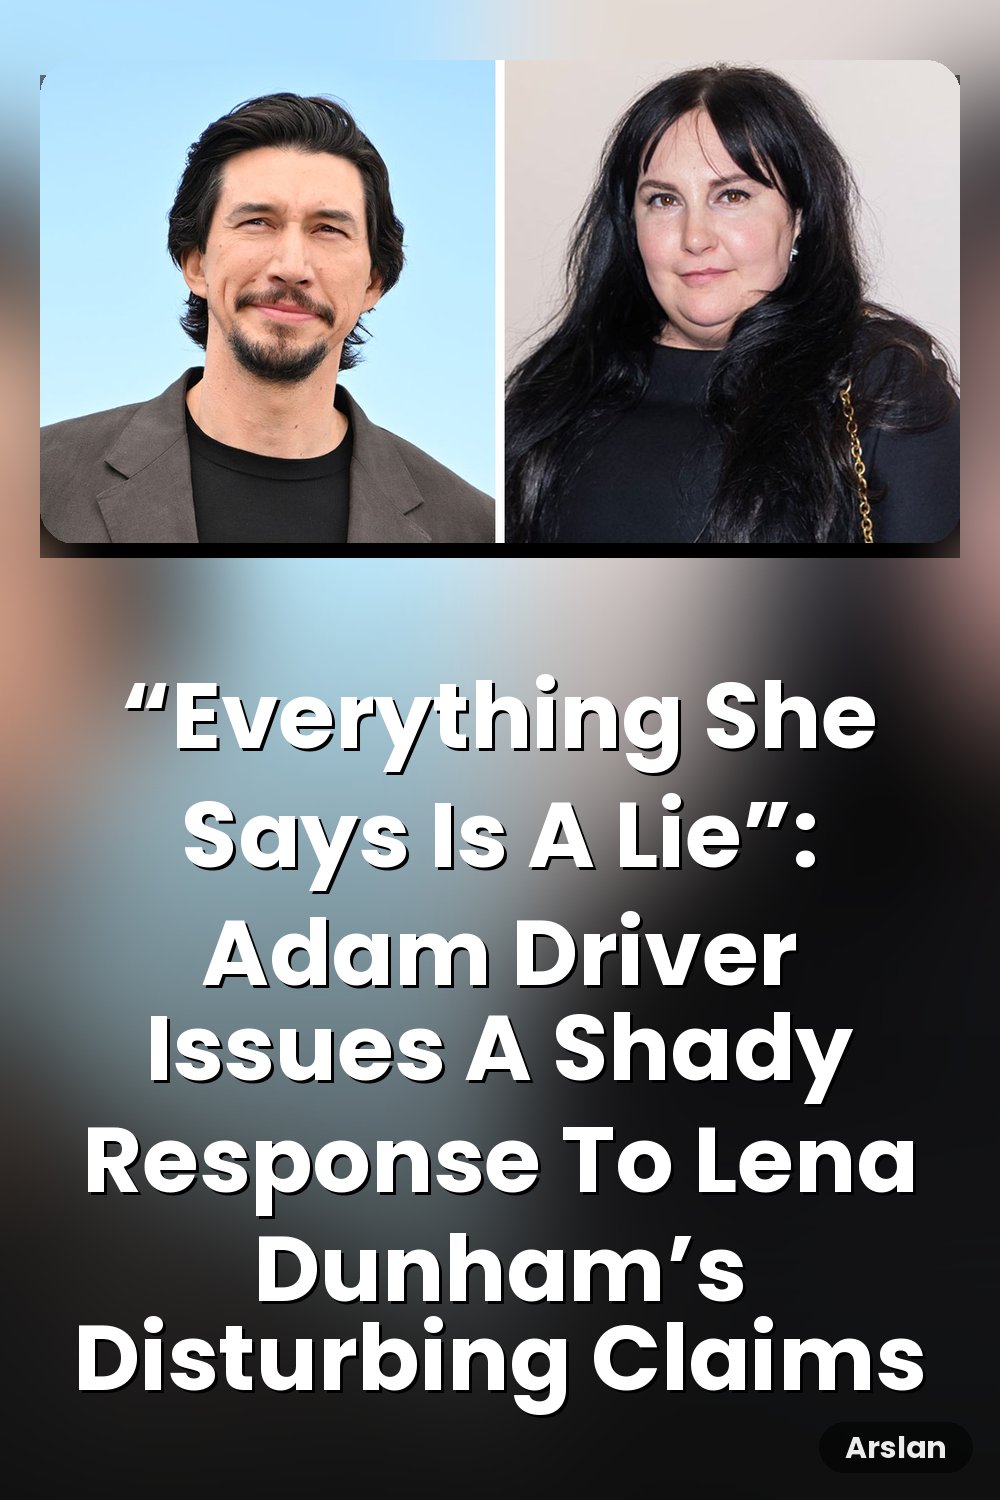 “Everything She
Says Is A Lie”:
Adam Driver
Issues A Shady
Response To Lena
Dunham’s
Disturbing Claims
Arslan